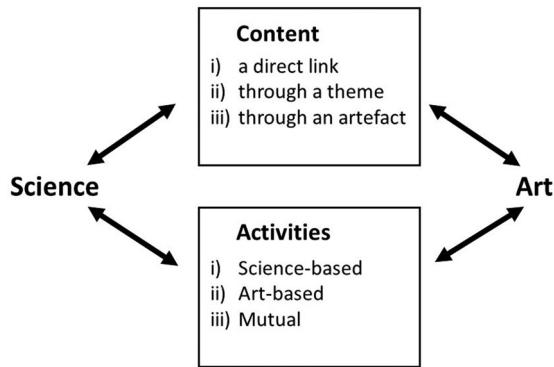 Content
i) a direct link
ii) through a theme
iii) through an artefact
Science
Art
Activities
i) Science-based
ii) Art-based
iii) Mutual